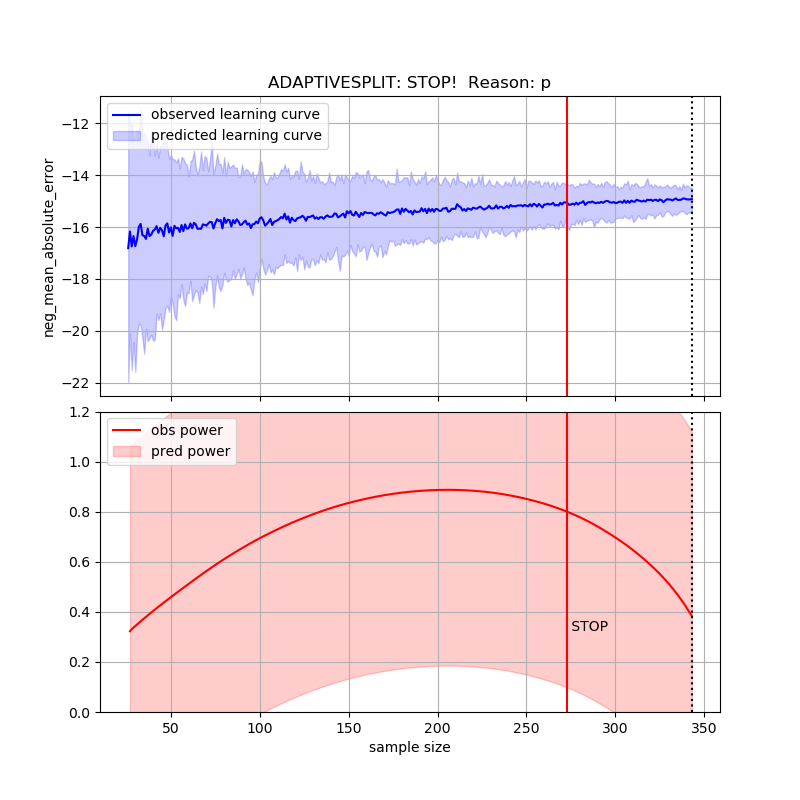 ADAPTIVESPLIT: STOP!  Reason: p
observed learning curve
predicted learning curve
neg_mean_absolute_error
−12
−14
−16
−18
−20
−22
obs power
pred power
1.2
1.0
0.8
0.6
0.4
0.2
0.0
STOP
50 100 150 200 250 300 350
sample size